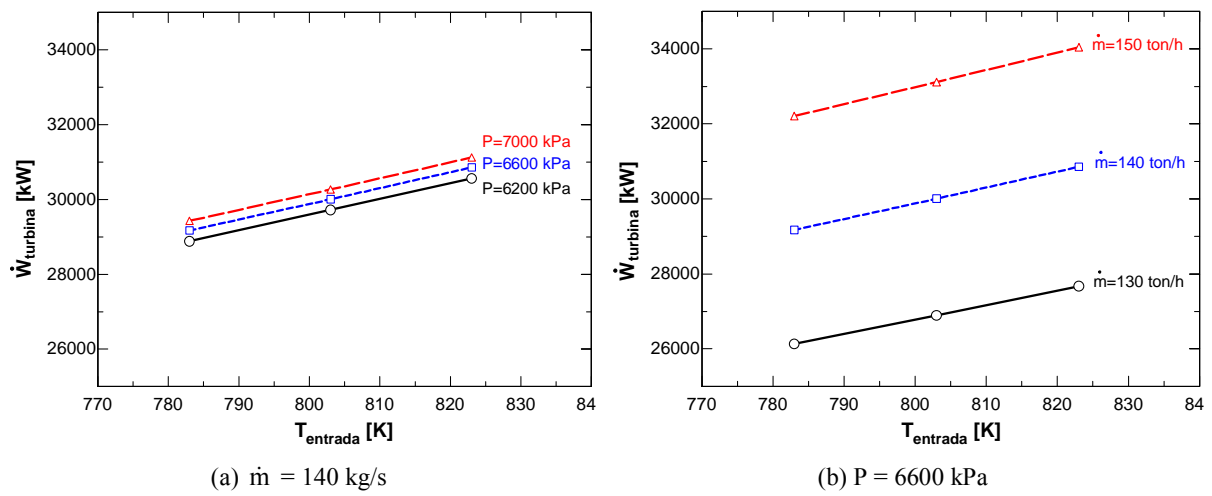 34000
32000
30000
28000
26000
Ẇturbina [kW]
P=7000 kPa
P=6600 kPa
P=6200 kPa
770 780 790 800 810 820 830 84
Tentrada [K]
(a) ṁ = 140 kg/s
34000
32000
30000
28000
26000
Ẇturbina [kW]
ṁ=150 ton/h
ṁ=140 ton/h
ṁ=130 ton/h
770 780 790 800 810 820 830 84
Tentrada [K]
(b) P = 6600 kPa